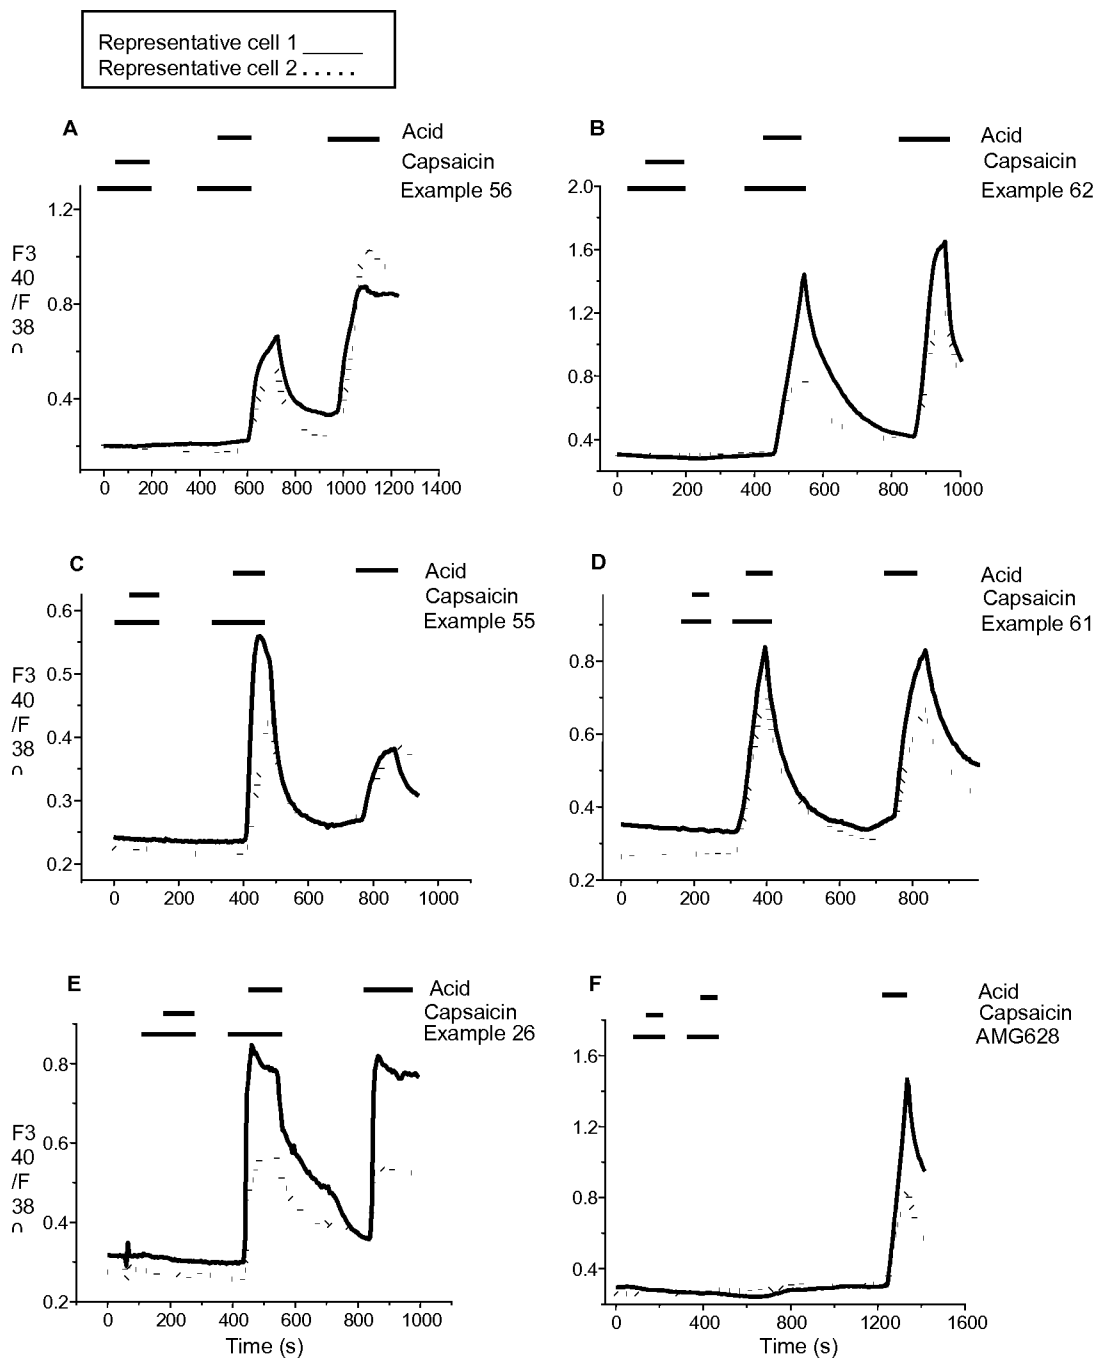 Representative cell 1
Representative cell 2
A
Acid
Capsaicin
Example 56
1.2
0.8
0.4
F3
40
/F
38
0 200 400 600 800 1000 1200 1400
B
Acid
Capsaicin
Example 62
2.0
1.6
1.2
0.8
0.4
0 200 400 600 800 1000
C
Acid
Capsaicin
Example 55
0.6
0.5
0.4
0.3
0.2
F3
40
/F
38
0 200 400 600 800 1000
D
Acid
Capsaicin
Example 61
0.8
0.6
0.4
0.2
0 200 400 600 800
E
Acid
Capsaicin
Example 26
0.8
0.6
0.4
0.2
F3
40
/F
38
0 200 400 600 800 1000
Time (s)
F
Acid
Capsaicin
AMG628
1.6
1.2
0.8
0.4
0 400 800 1200 1600
Time (s)